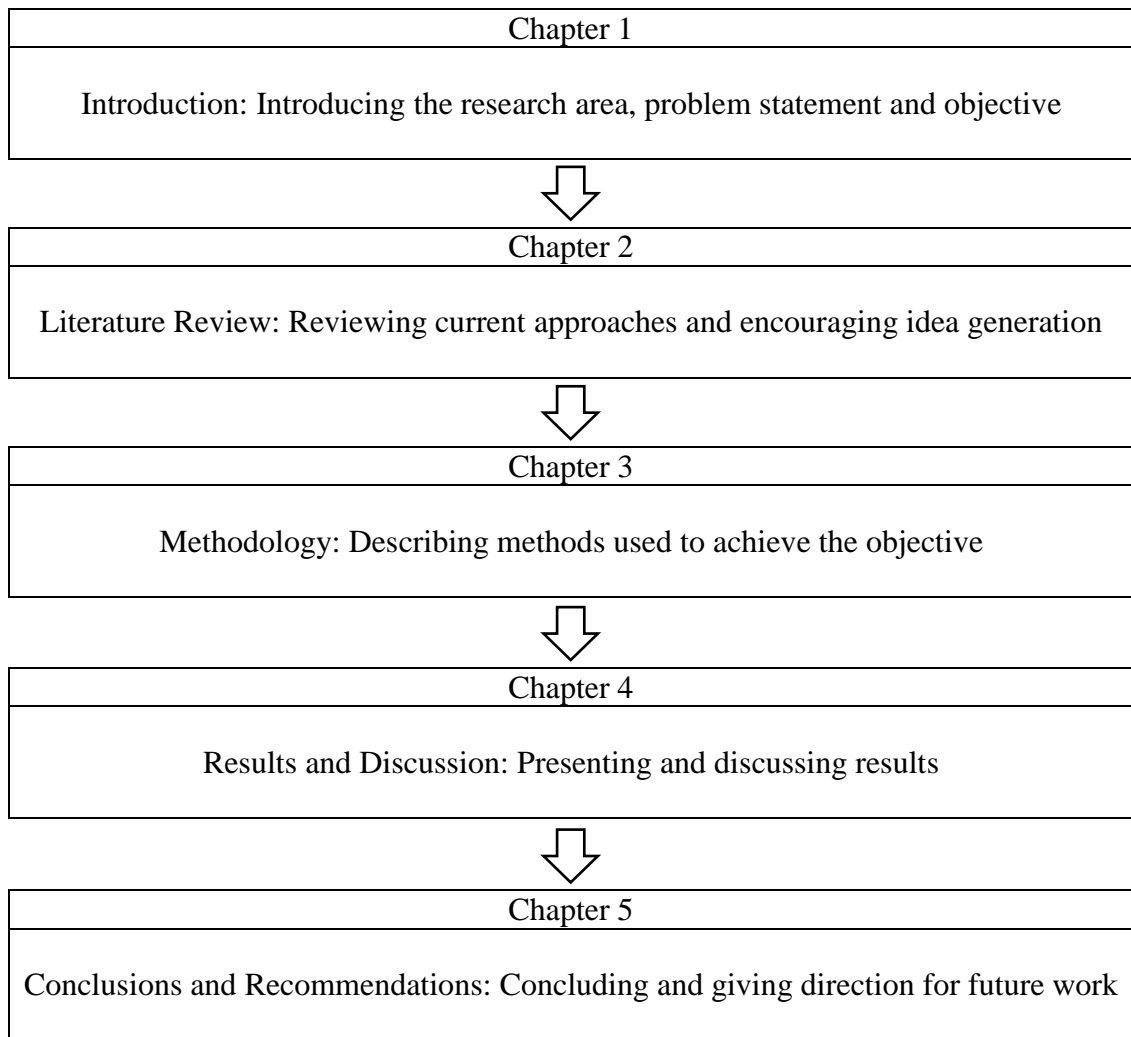 Chapter 1
Introduction: Introducing the research area, problem statement and objective
Chapter 2
Literature Review: Reviewing current approaches and encouraging idea generation
Chapter 3
Methodology: Describing methods used to achieve the objective
Chapter 4
Results and Discussion: Presenting and discussing results
Chapter 5
Conclusions and Recommendations: Concluding and giving direction for future work